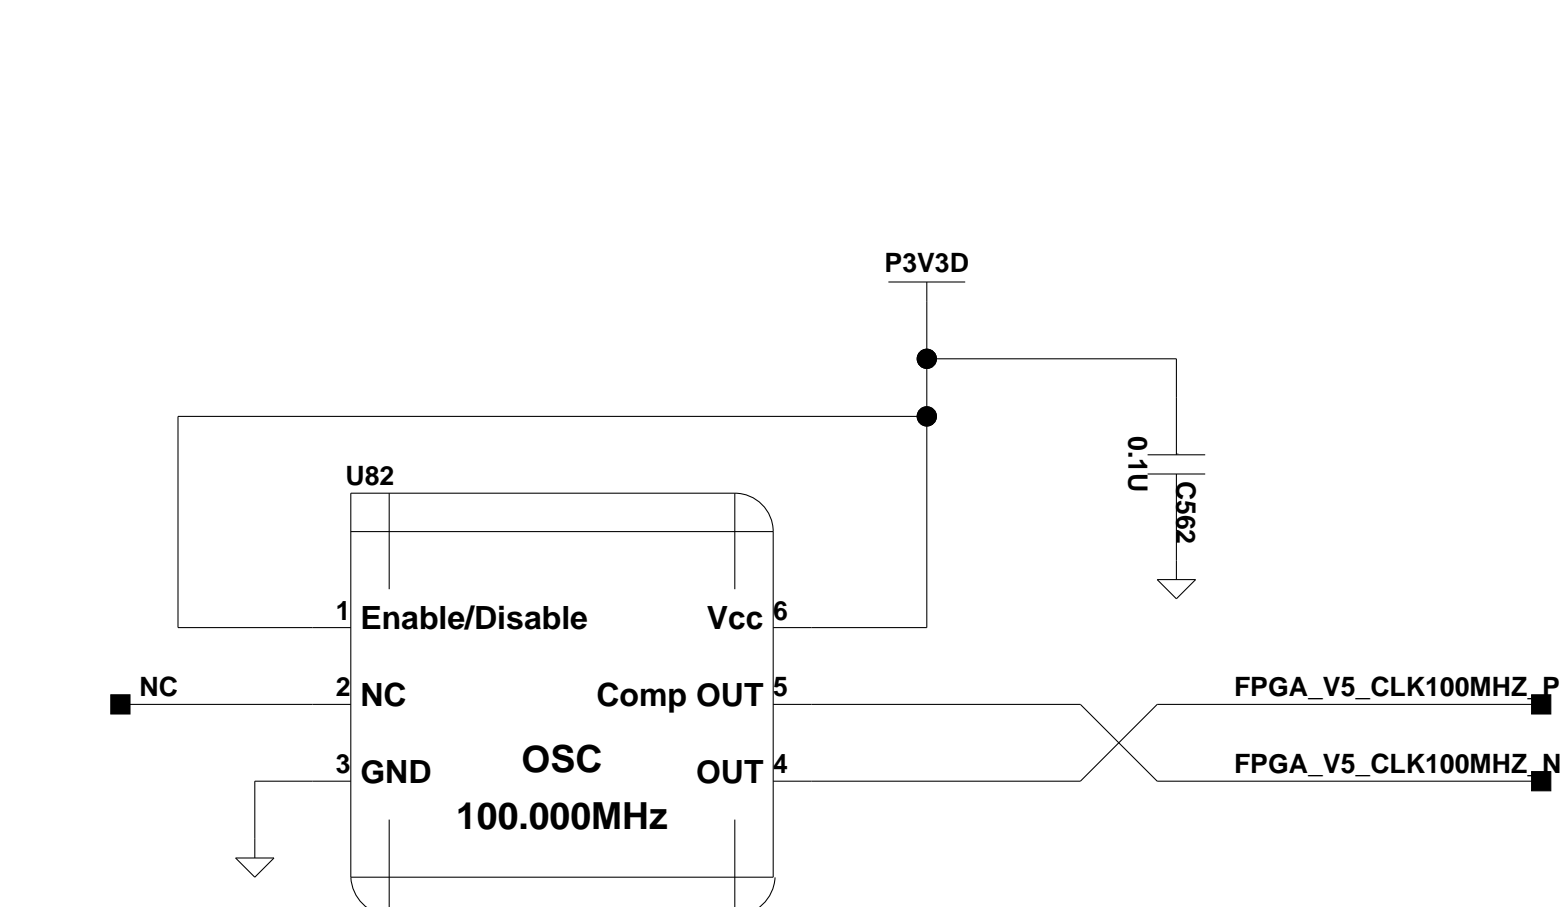 P3V3D
0.1U
C562
U82
1 Enable/Disable
Vcc 6
NC
2 NC
Comp OUT 5
FPGA_V5_CLK100MHZ_P
3 GND
OSC
OUT 4
FPGA_V5_CLK100MHZ_N
100.000MHz